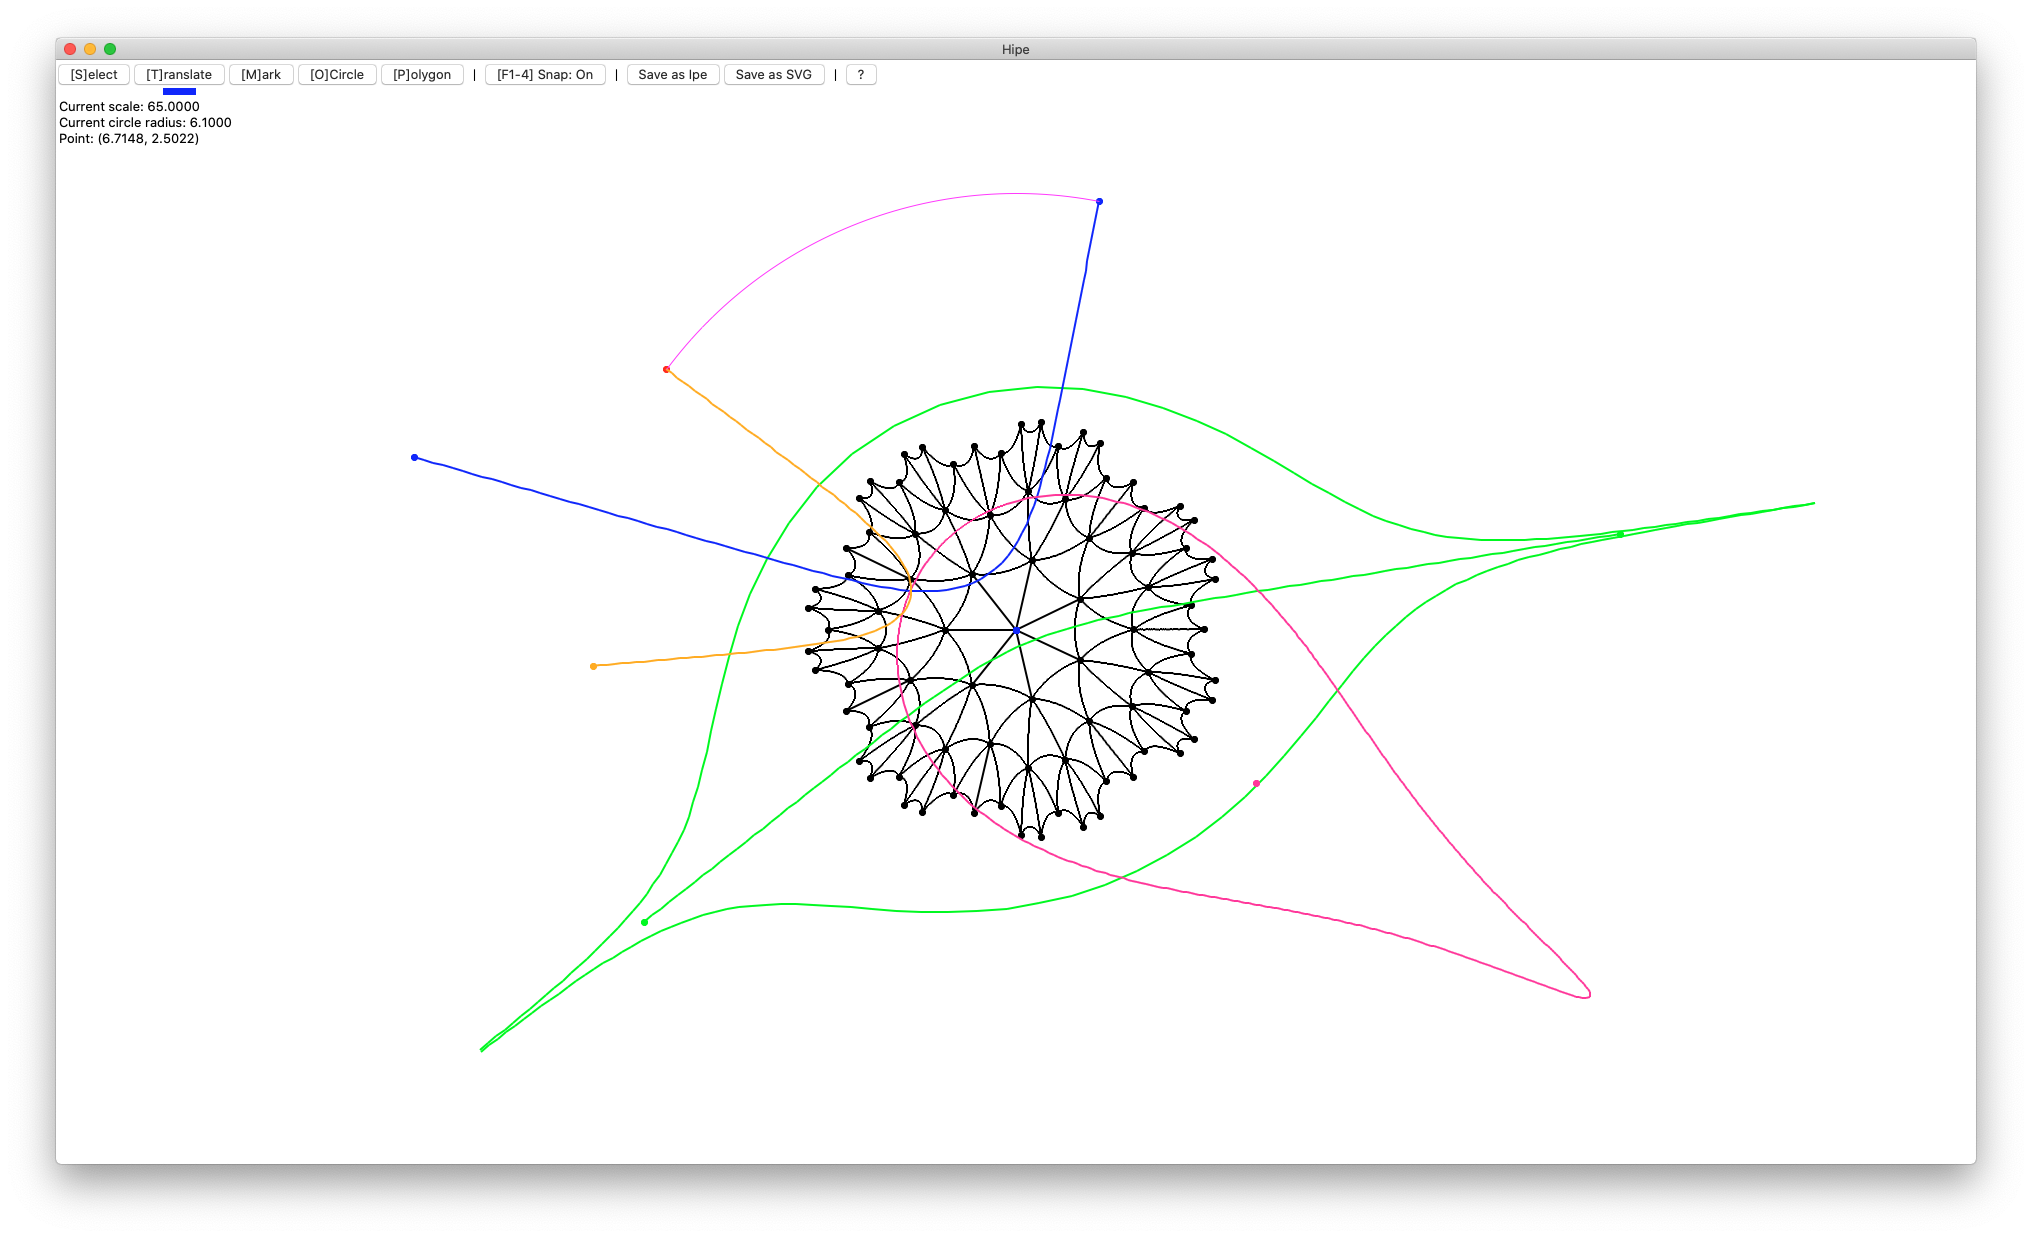 Hipe
[S]elect [T]ranslate [M]ark [O]Circle [P]olygon | [F1-4] Snap: On | Save as Ipe Save as SVG | ?
Current scale: 65.0000
Current circle radius: 6.1000
Point: (6.7148, 2.5022)